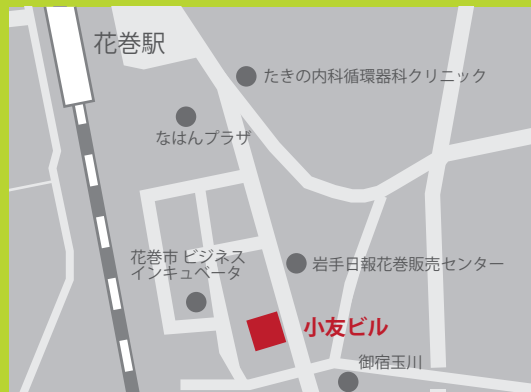 花巻駅
たきの内科循環器科クリニック
なはんプラザ
花巻市 ビジネス
インキュベータ
岩手日報花巻販売センター
小友ビル
御宿玉川